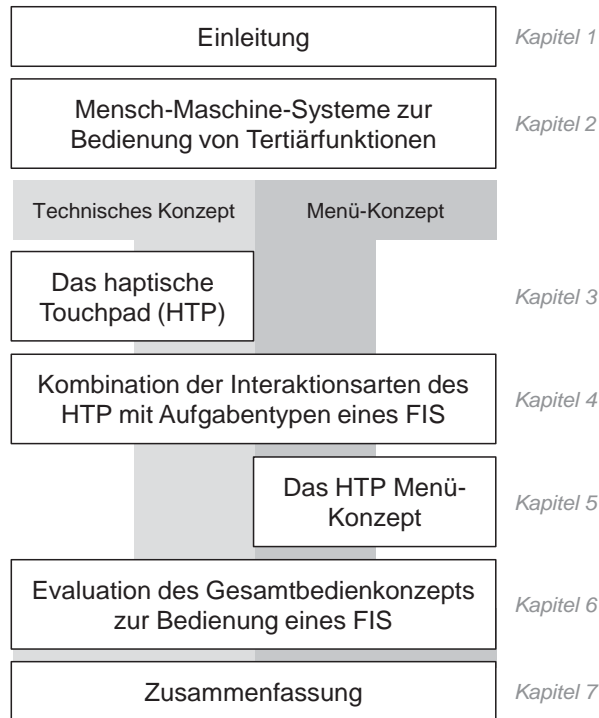 Einleitung
Kapitel 1
Mensch-Maschine-Systeme zur
Bedienung von Tertiärfunktionen
Kapitel 2
Technisches Konzept
Menü-Konzept
Das haptische
Touchpad (HTP)
Kapitel 3
Kombination der Interaktionsarten des
HTP mit Aufgabentypen eines FIS
Kapitel 4
Das HTP Menü-
Konzept
Kapitel 5
Evaluation des Gesamtbedienkonzepts
zur Bedienung eines FIS
Kapitel 6
Zusammenfassung
Kapitel 7